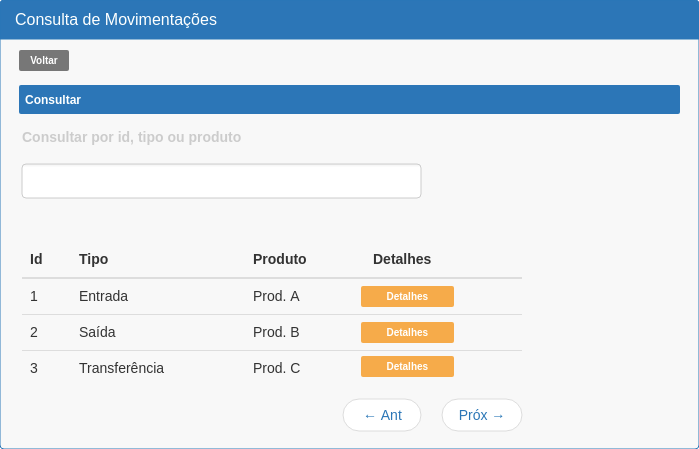 Consulta de Movimentações
Voltar
Consultar
Consultar por id, tipo ou produto
Id Tipo Produto Detalhes
1 Entrada Prod. A Detalhes
2 Saída Prod. B Detalhes
3 Transferência Prod. C Detalhes
← Ant Próx →